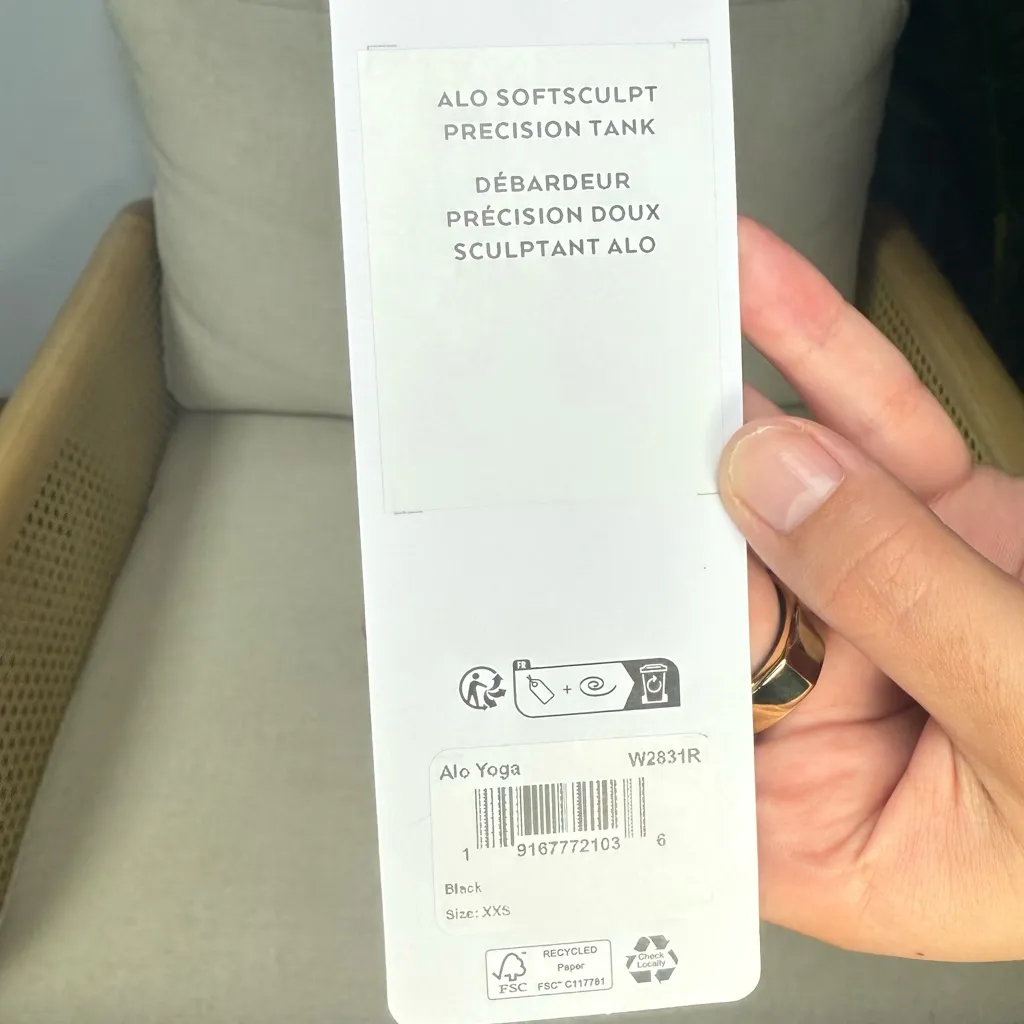 ALO SOFTSCULPT
PRECISION TANK
DÉBARDEUR
PRÉCISION DOUX
SCULPTANT ALO
FR
+
Alo Yoga W2831R
1 9167772103 6
Black
Size: XXS
FSC™
RECYCLED
Paper
FSC™ C117781
Check
Locally